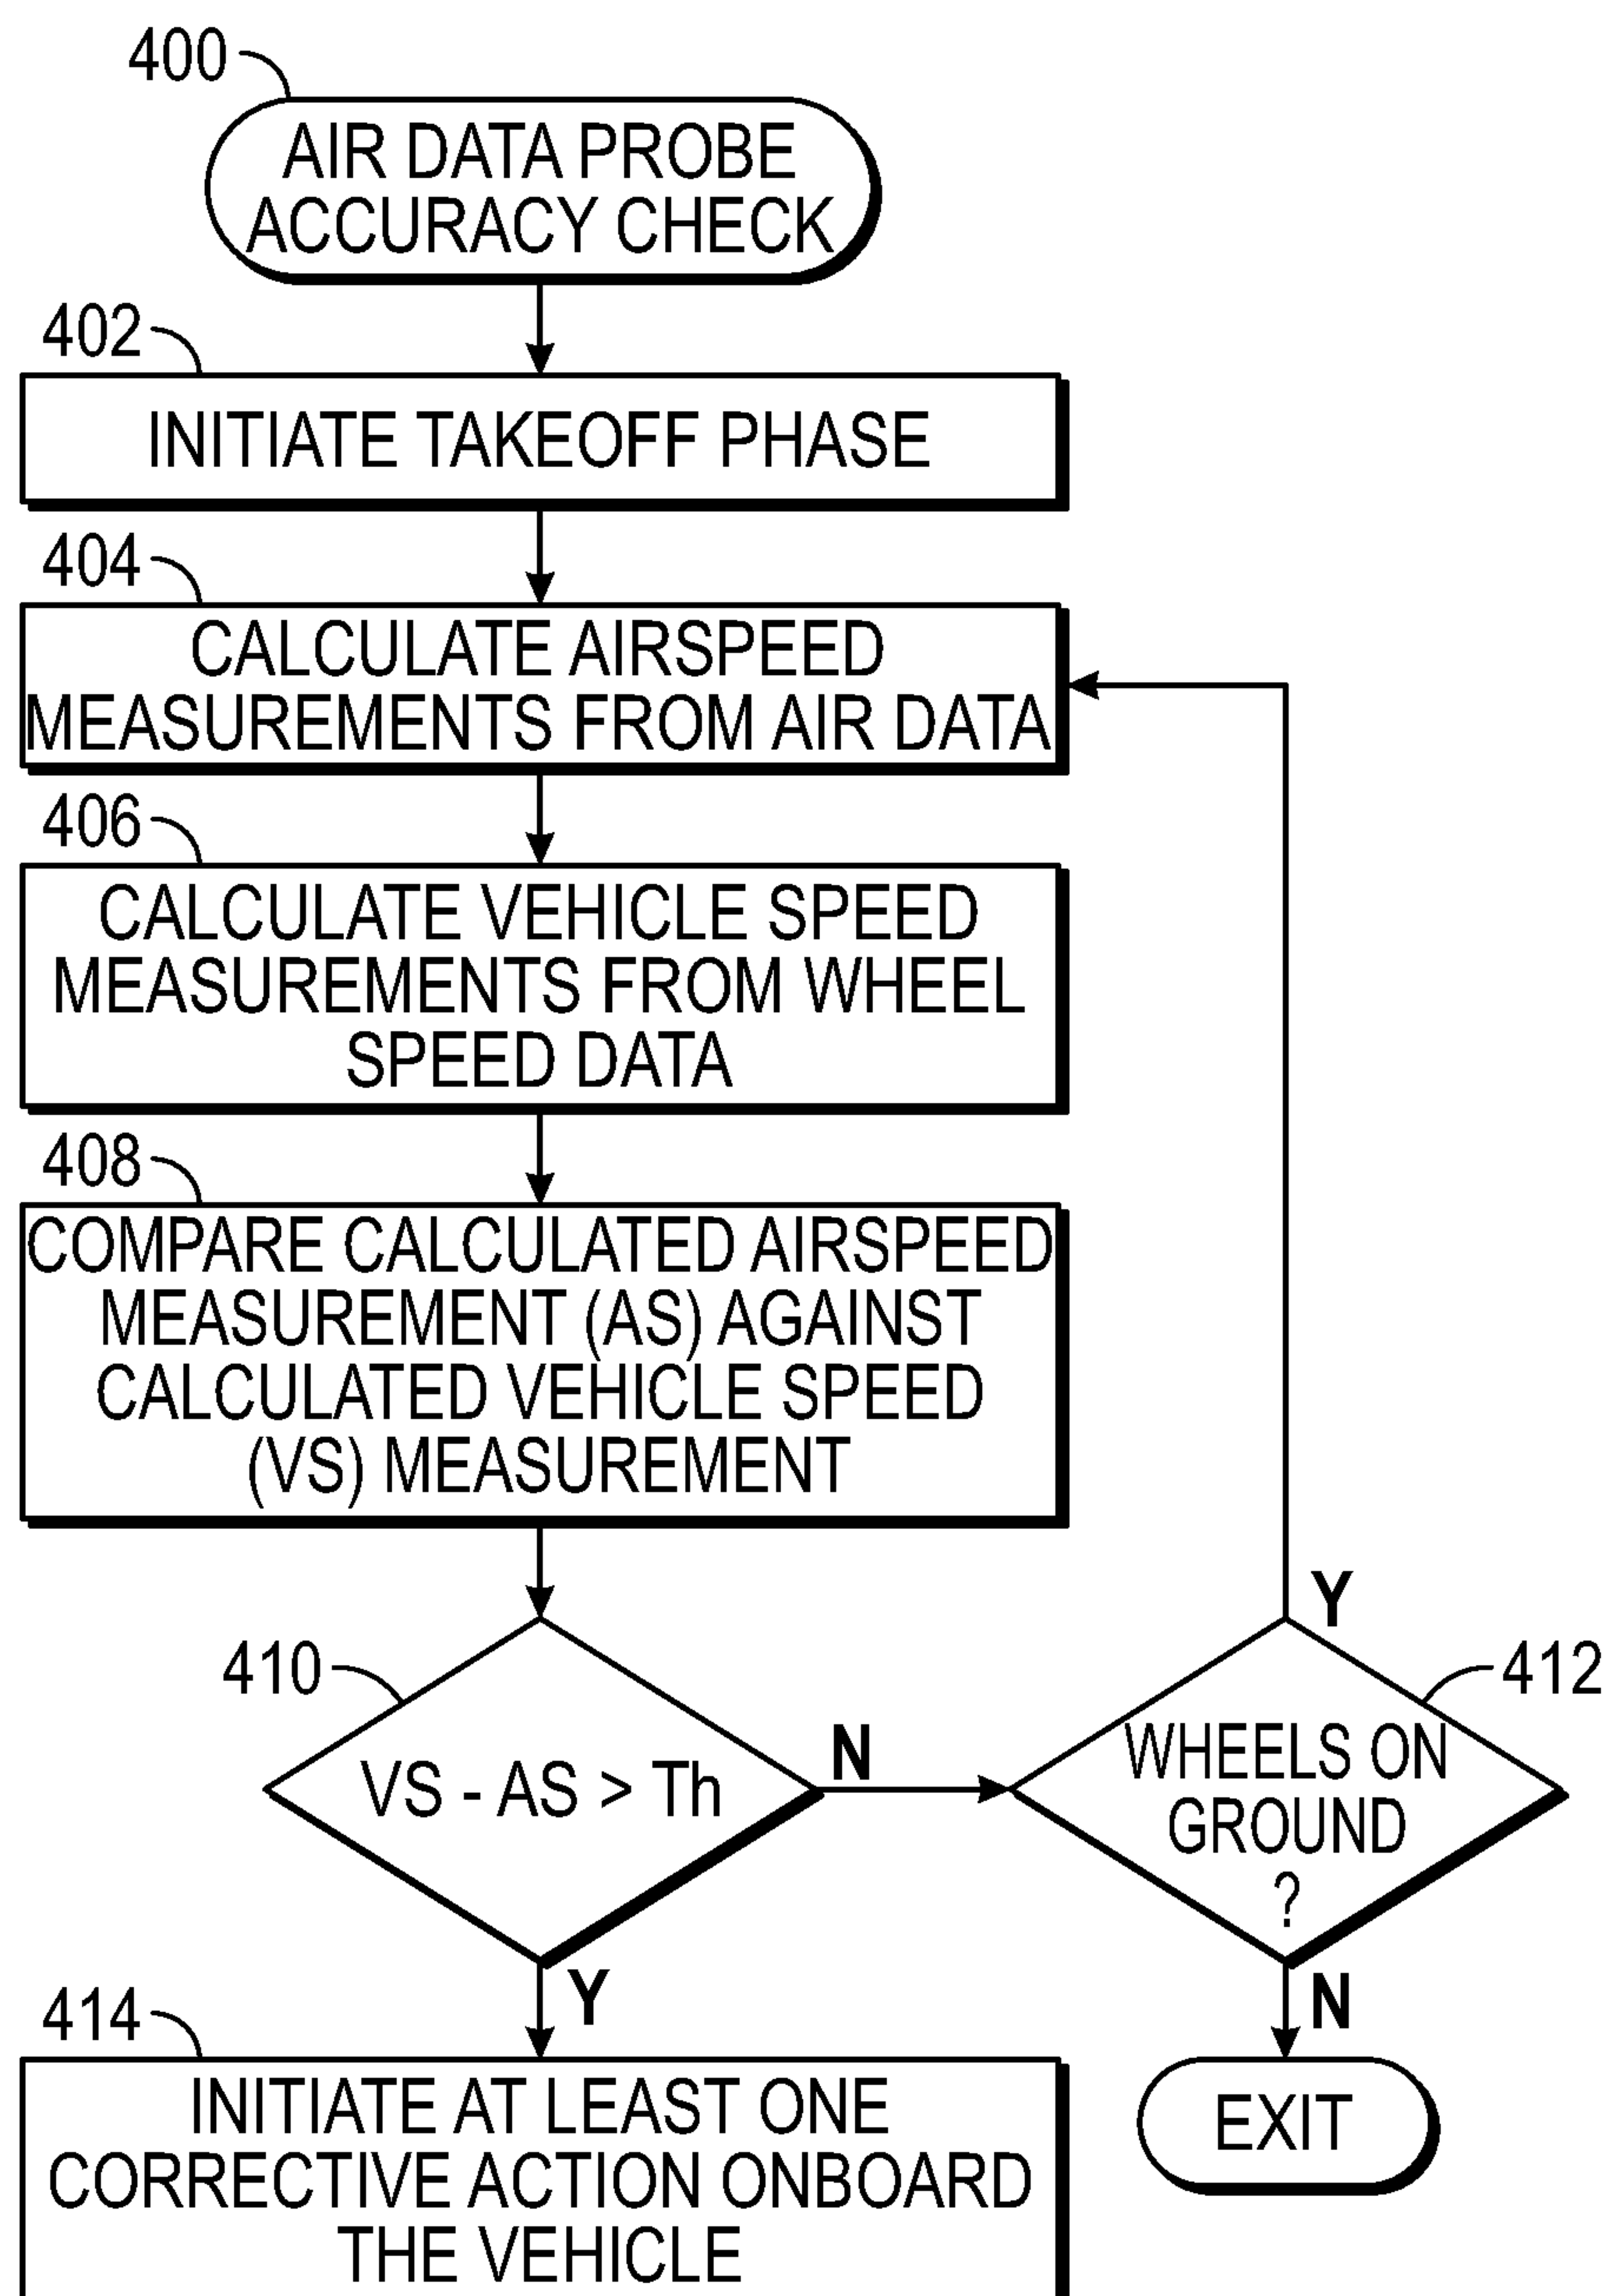 400
AIR DATA PROBE
ACCURACY CHECK
402
INITIATE TAKEOFF PHASE
404
CALCULATE AIRSPEED
MEASUREMENTS FROM AIR DATA
406
CALCULATE VEHICLE SPEED
MEASUREMENTS FROM WHEEL
SPEED DATA
408
COMPARE CALCULATED AIRSPEED
MEASUREMENT (AS) AGAINST
CALCULATED VEHICLE SPEED
(VS) MEASUREMENT
410
VS - AS > Th
N
Y
412
WHEELS ON
GROUND
?
Y
N
414
INITIATE AT LEAST ONE
CORRECTIVE ACTION ONBOARD
THE VEHICLE
EXIT